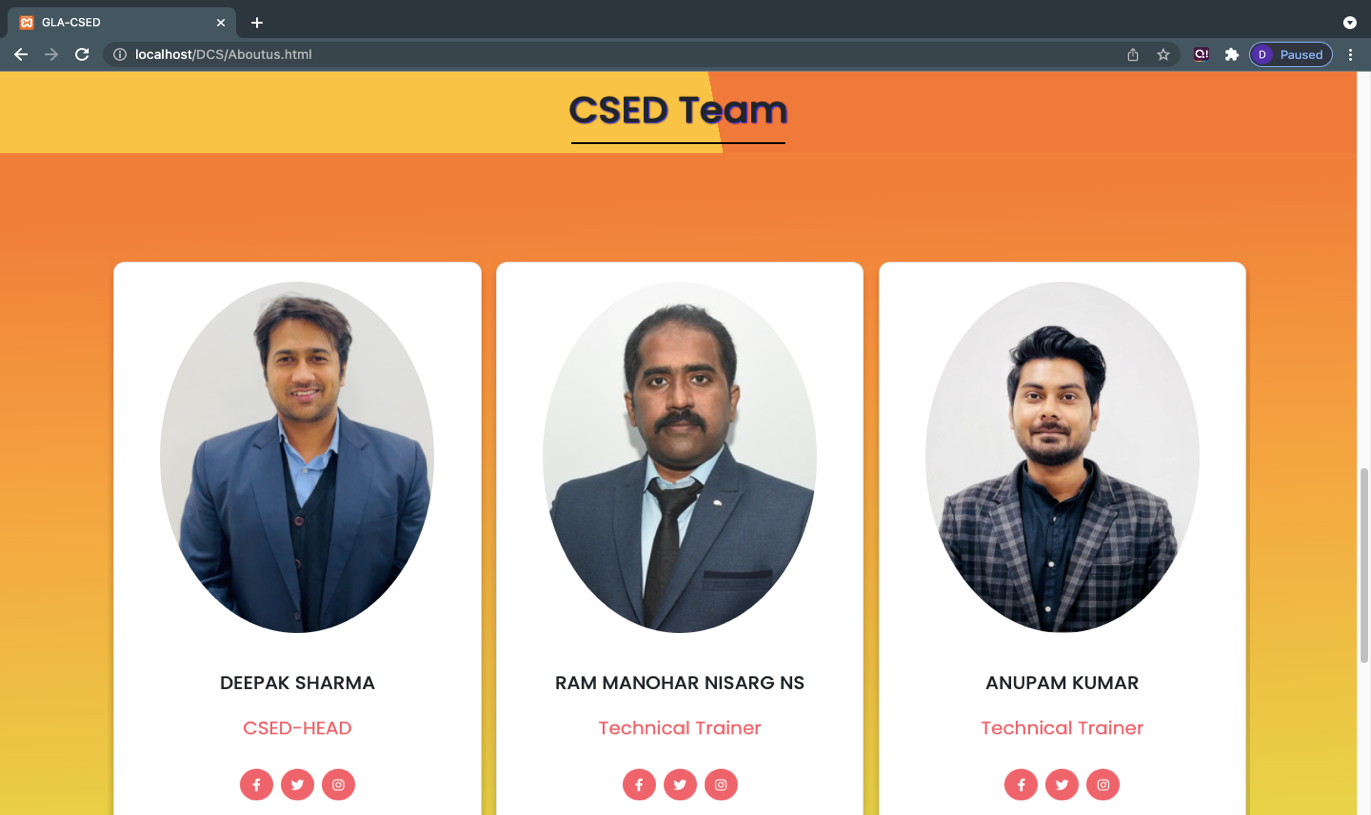 GLA-CSED
localhost/DCS/Aboutus.html
D Paused
CSED Team
DEEPAK SHARMA
CSED-HEAD
RAM MANOHAR NISARG NS
Technical Trainer
ANUPAM KUMAR
Technical Trainer